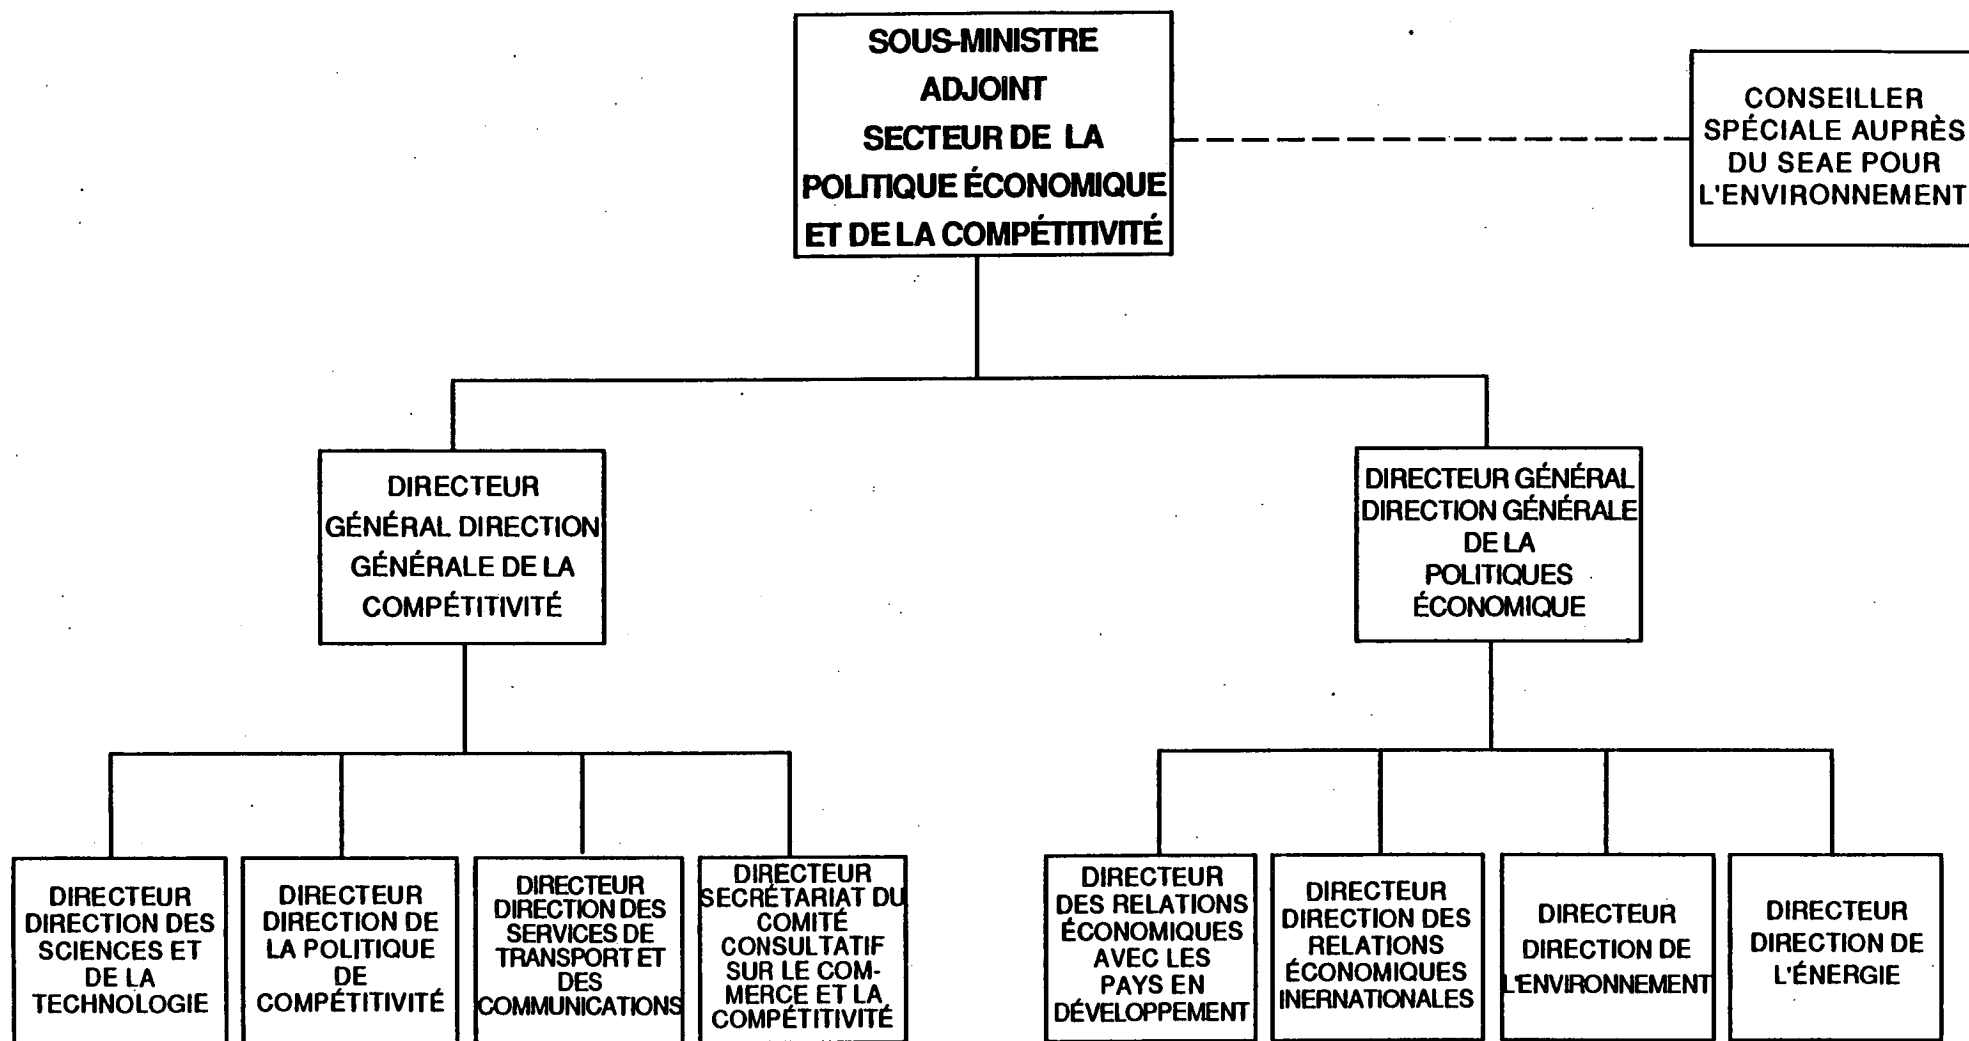 SOUS-MINISTRE
ADJOINT
SECTEUR DE LA
POLITIQUE ÉCONOMIQUE
ET DE LA COMPÉTITIVITÉ
CONSEILLER
SPÉCIALE AUPRÈS
DU SEAE POUR
L'ENVIRONNEMENT
DIRECTEUR
GÉNÉRAL DIRECTION
GÉNÉRALE DE LA
COMPÉTITIVITÉ
DIRECTEUR GÉNÉRAL
DIRECTION GÉNÉRALE
DE LA
POLITIQUES
ÉCONOMIQUE
DIRECTEUR
DIRECTION DES
SCIENCES ET
DE LA
TECHNOLOGIE
DIRECTEUR
DIRECTION DE
LA POLITIQUE
DE
COMPÉTITIVITÉ
DIRECTEUR
DIRECTION DES
SERVICES DE
TRANSPORT ET
DES
COMMUNICATIONS
DIRECTEUR
SECRÉTARIAT DU
COMITÉ
CONSULTATIF
SUR LE COM-
MERCE ET LA
COMPÉTITIVITÉ
DIRECTEUR
DES RELATIONS
ÉCONOMIQUES
AVEC LES
PAYS EN
DÉVELOPPEMENT
DIRECTEUR
DIRECTION DES
RELATIONS
ÉCONOMIQUES
INERNATIONALES
DIRECTEUR
DIRECTION DE
L'ENVIRONNEMENT
DIRECTEUR
DIRECTION DE
L'ÉNERGIE